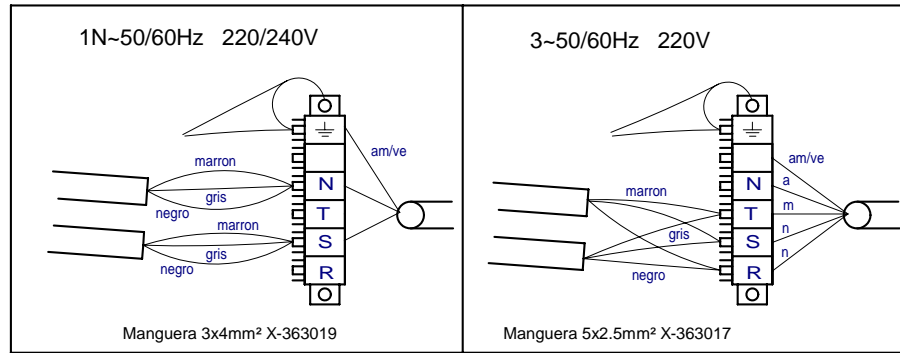 1N~50/60Hz 220/240V
am/ve
marron
gris
negro
marron
gris
negro
N
T
S
R
Manguera 3x4mm² X-363019
3~50/60Hz 220V
am/ve
a
m
n
n
marron
gris
negro
N
T
S
R
Manguera 5x2.5mm² X-363017